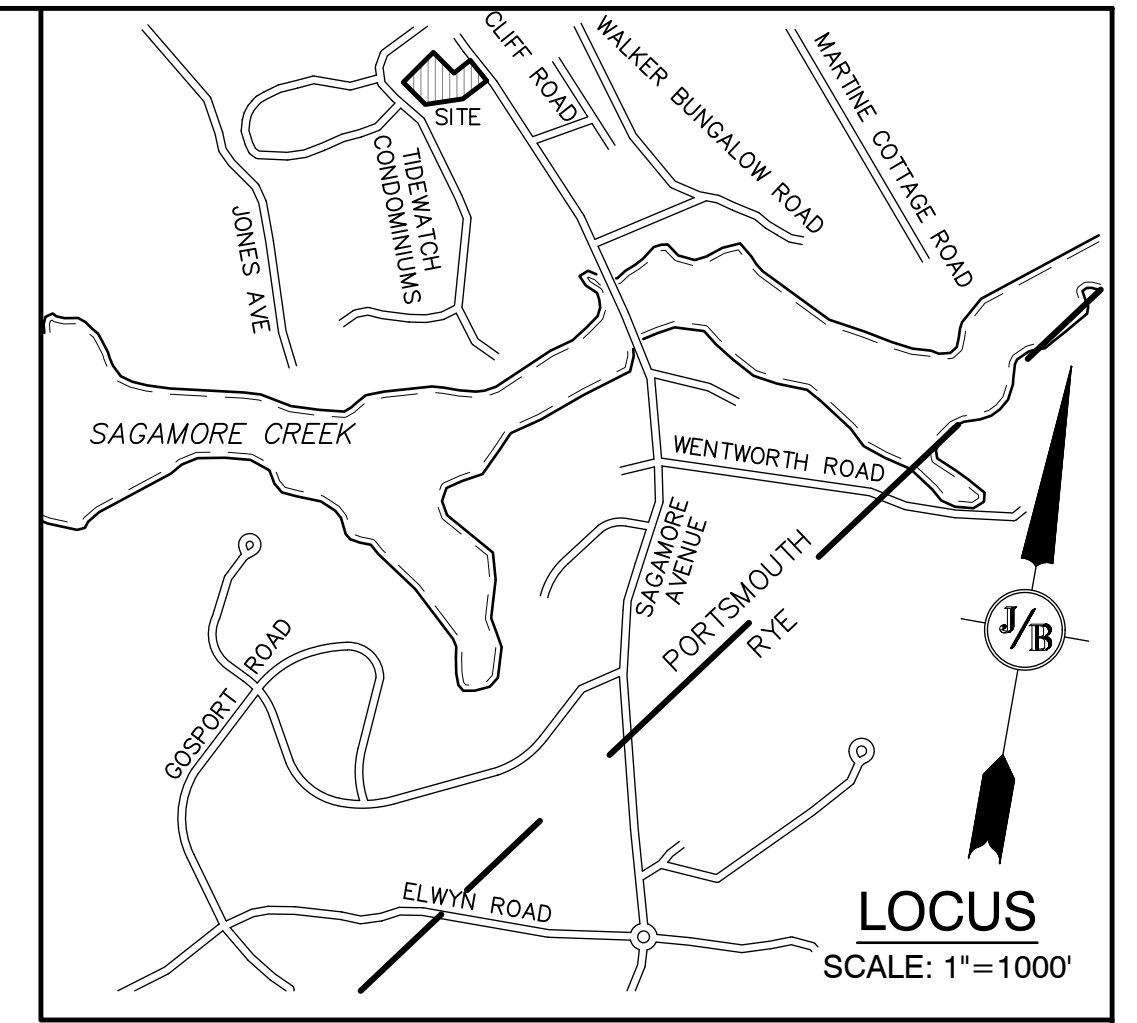 CLIFF ROAD
WALKER BUNGALOW ROAD
MARTINE COTTAGE ROAD
SITE
TIDEWATCH
CONDOMINIUMS
JONES AVE
SAGAMORE CREEK
WENTWORTH ROAD
SAGAMORE
AVENUE
PORTSMOUTH
RYE
J/B
GOSPORT ROAD
ELWYN ROAD
LOCUS
SCALE: 1"=1000'